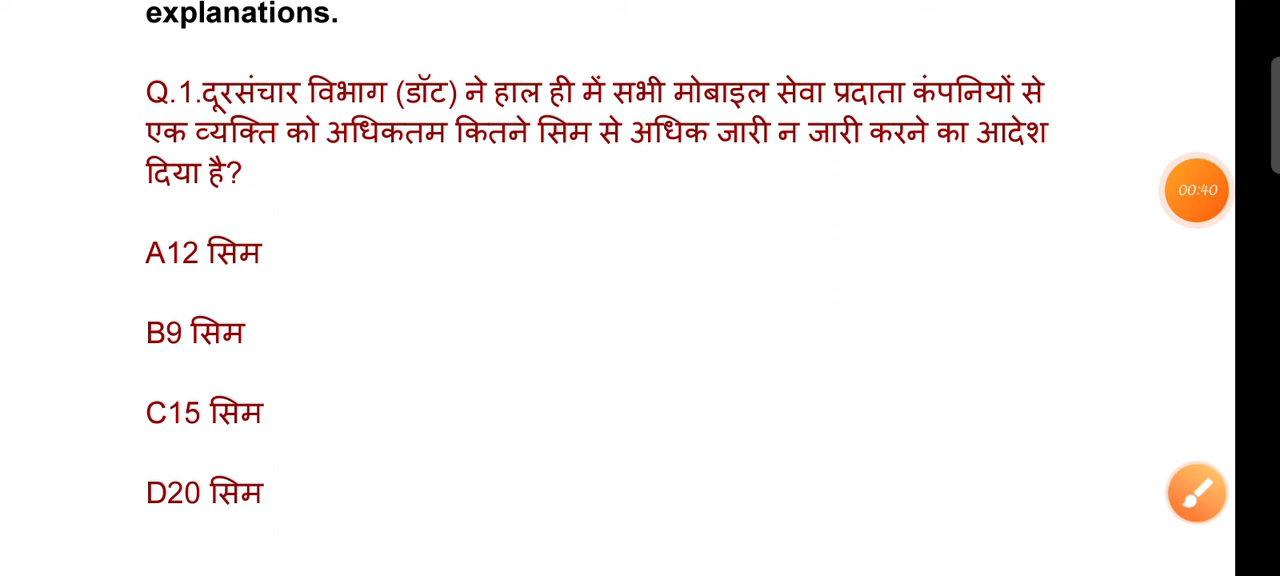 explanations.
Q.1.दूरसंचार विभाग (डॉट) ने हाल ही में सभी मोबाइल सेवा प्रदाता कंपनियों से
एक व्यक्ति को अधिकतम कितने सिम से अधिक जारी न जारी करने का आदेश
दिया है?
00:40
A12 सिम
B9 सिम
C15 सिम
D20 सिम